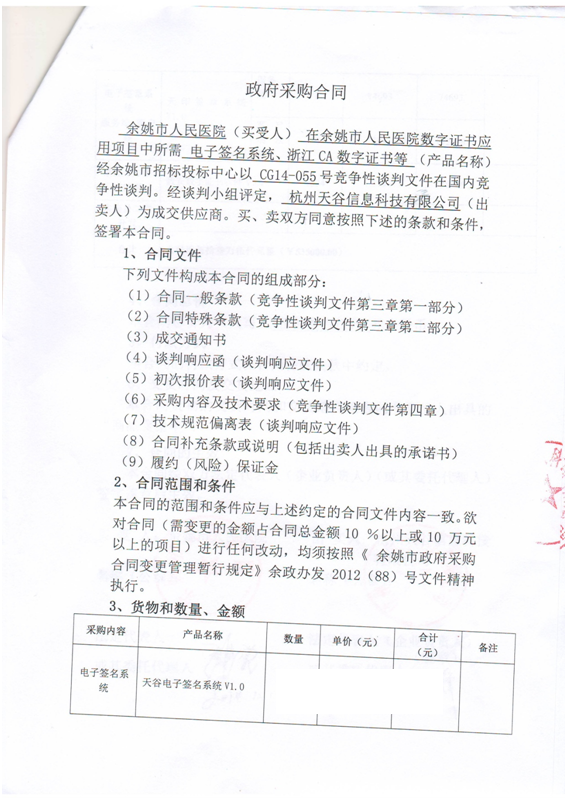 政府采购合同
余姚市人民医院（买受人）在余姚市人民医院数字证书应
用项目中所需 电子签名系统、浙江 CA 数字证书等 （产品名称）
经余姚市招标投标中心以 CG14-055 号竞争性谈判文件在国内竞
争性谈判。经谈判小组评定， 杭州天谷信息科技有限公司（出
卖人）为成交供应商。买、卖双方同意按照下述的条款和条件，
签署本合同。
1、合同文件
下列文件构成本合同的组成部分：
（1）合同一般条款（竞争性谈判文件第三章第一部分）
（2）合同特殊条款（竞争性谈判文件第三章第二部分）
（3）成交通知书
（4）谈判响应函（谈判响应文件）
（5）初次报价表（谈判响应文件）
（6）采购内容及技术要求（竞争性谈判文件第四章）
（7）技术规范偏离表（谈判响应文件）
（8）合同补充条款或说明（包括出卖人出具的承诺书）
（9）履约（风险）保证金
2、合同范围和条件
本合同的范围和条件应与上述约定的合同文件内容一致。欲
对合同（需变更的金额占合同总金额 10 %以上或 10 万元
以上的项目）进行任何改动，均须按照《 余姚市政府采购
合同变更管理暂行规定》余政办发 2012（88）号文件精神
执行。
3、货物和数量、金额
采购内容 产品名称 数量 单价（元） 合计（元） 备注
电子签名系统 天谷电子签名系统 V1.0